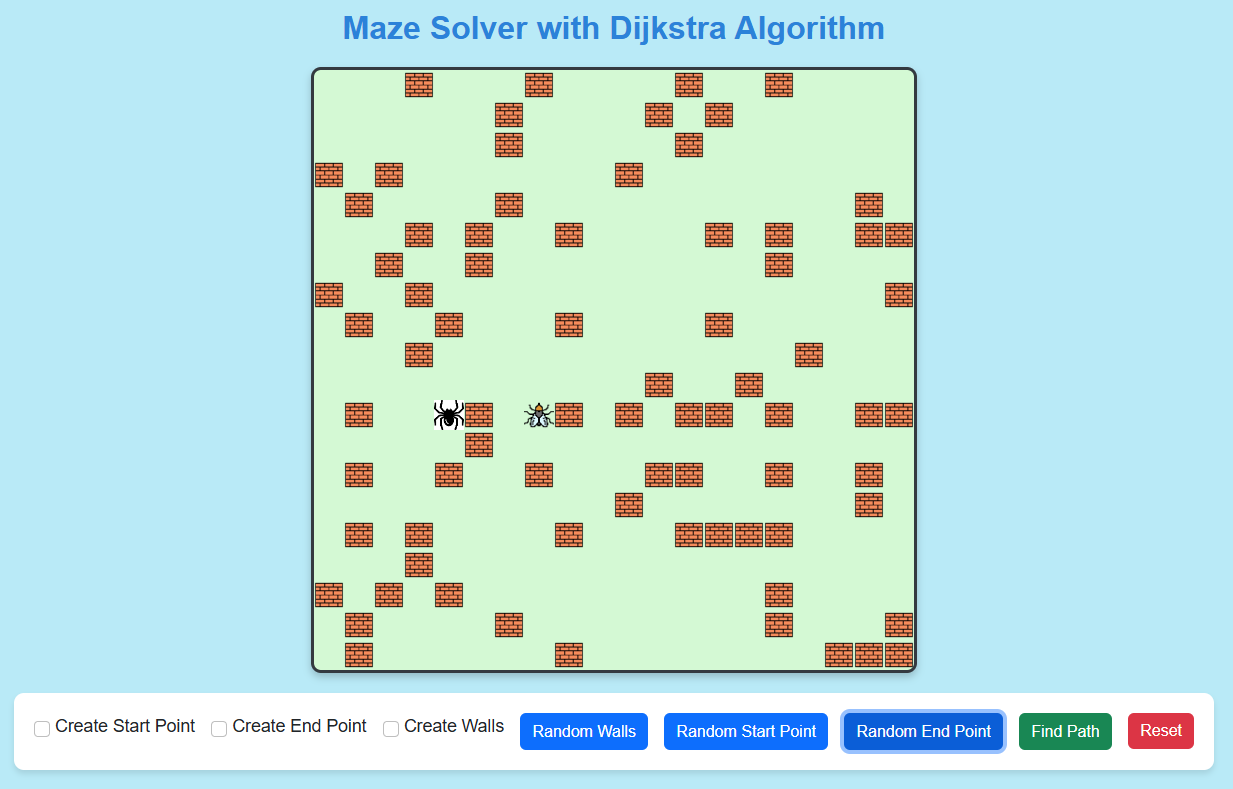 Maze Solver with Dijkstra Algorithm
Create Start Point Create End Point Create Walls Random Walls Random Start Point Random End Point Find Path Reset